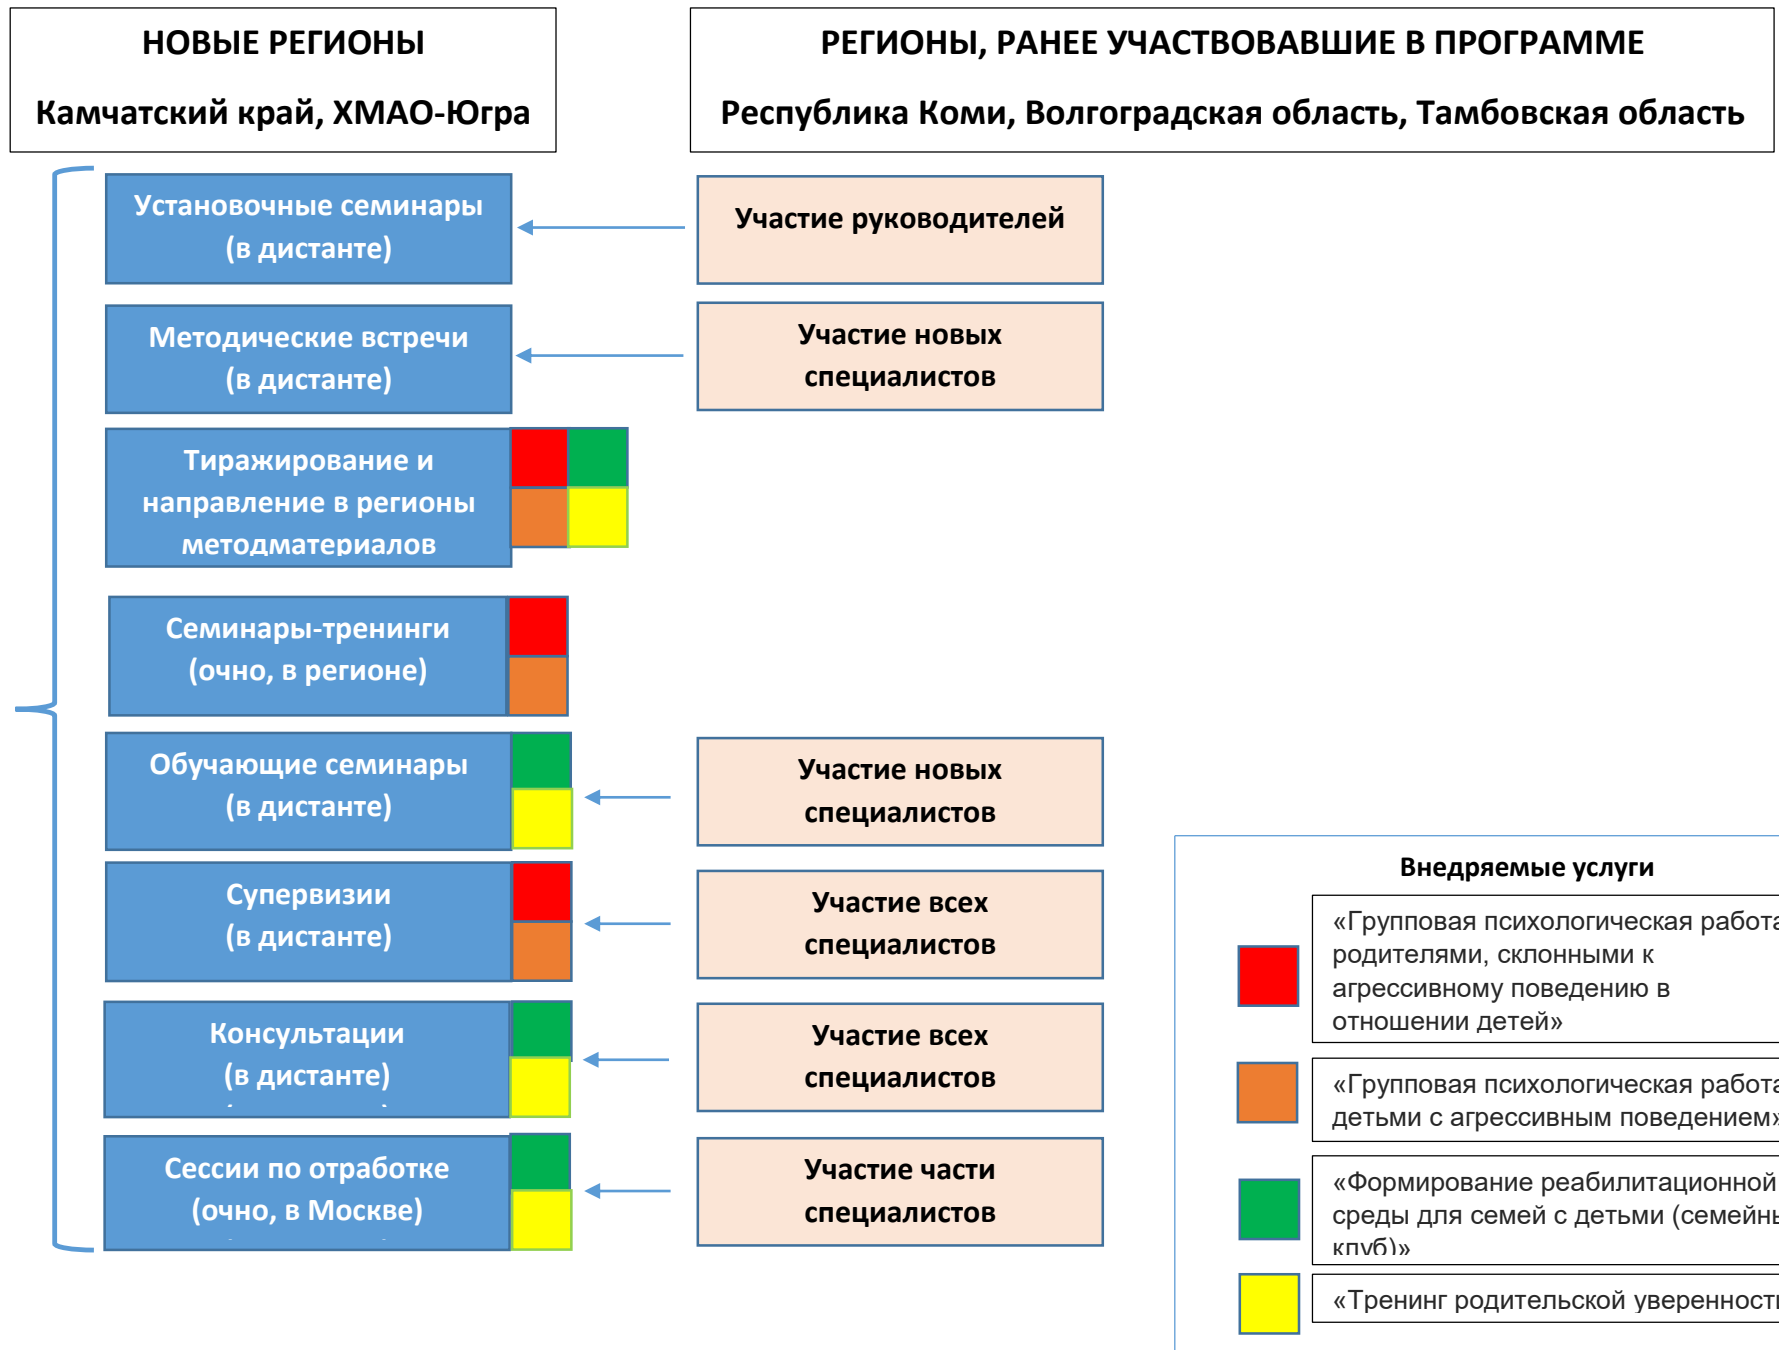 НОВЫЕ РЕГИОНЫ
Камчатский край, ХМАО-Югра
РЕГИОНЫ, РАНЕЕ УЧАСТВОВАВШИЕ В ПРОГРАММЕ
Республика Коми, Волгоградская область, Тамбовская область
Установочные семинары
(в дистанте)
Участие руководителей
Методические встречи
(в дистанте)
Участие новых
специалистов
Тиражирование и
направление в регионы
методматериалов
Семинары-тренинги
(очно, в регионе)
Обучающие семинары
(в дистанте)
Участие новых
специалистов
Супервизии
(в дистанте)
Участие всех
специалистов
Консультации
(в дистанте)
Участие всех
специалистов
Сессии по отработке
(очно, в Москве)
Участие части
специалистов
Внедряемые услуги
«Групповая психологическая работа
родителями, склонными к
агрессивному поведению в
отношении детей»
«Групповая психологическая работа
детьми с агрессивным поведением»
«Формирование реабилитационной
среды для семей с детьми (семейны
клуб)»
«Тренинг родительской уверенности